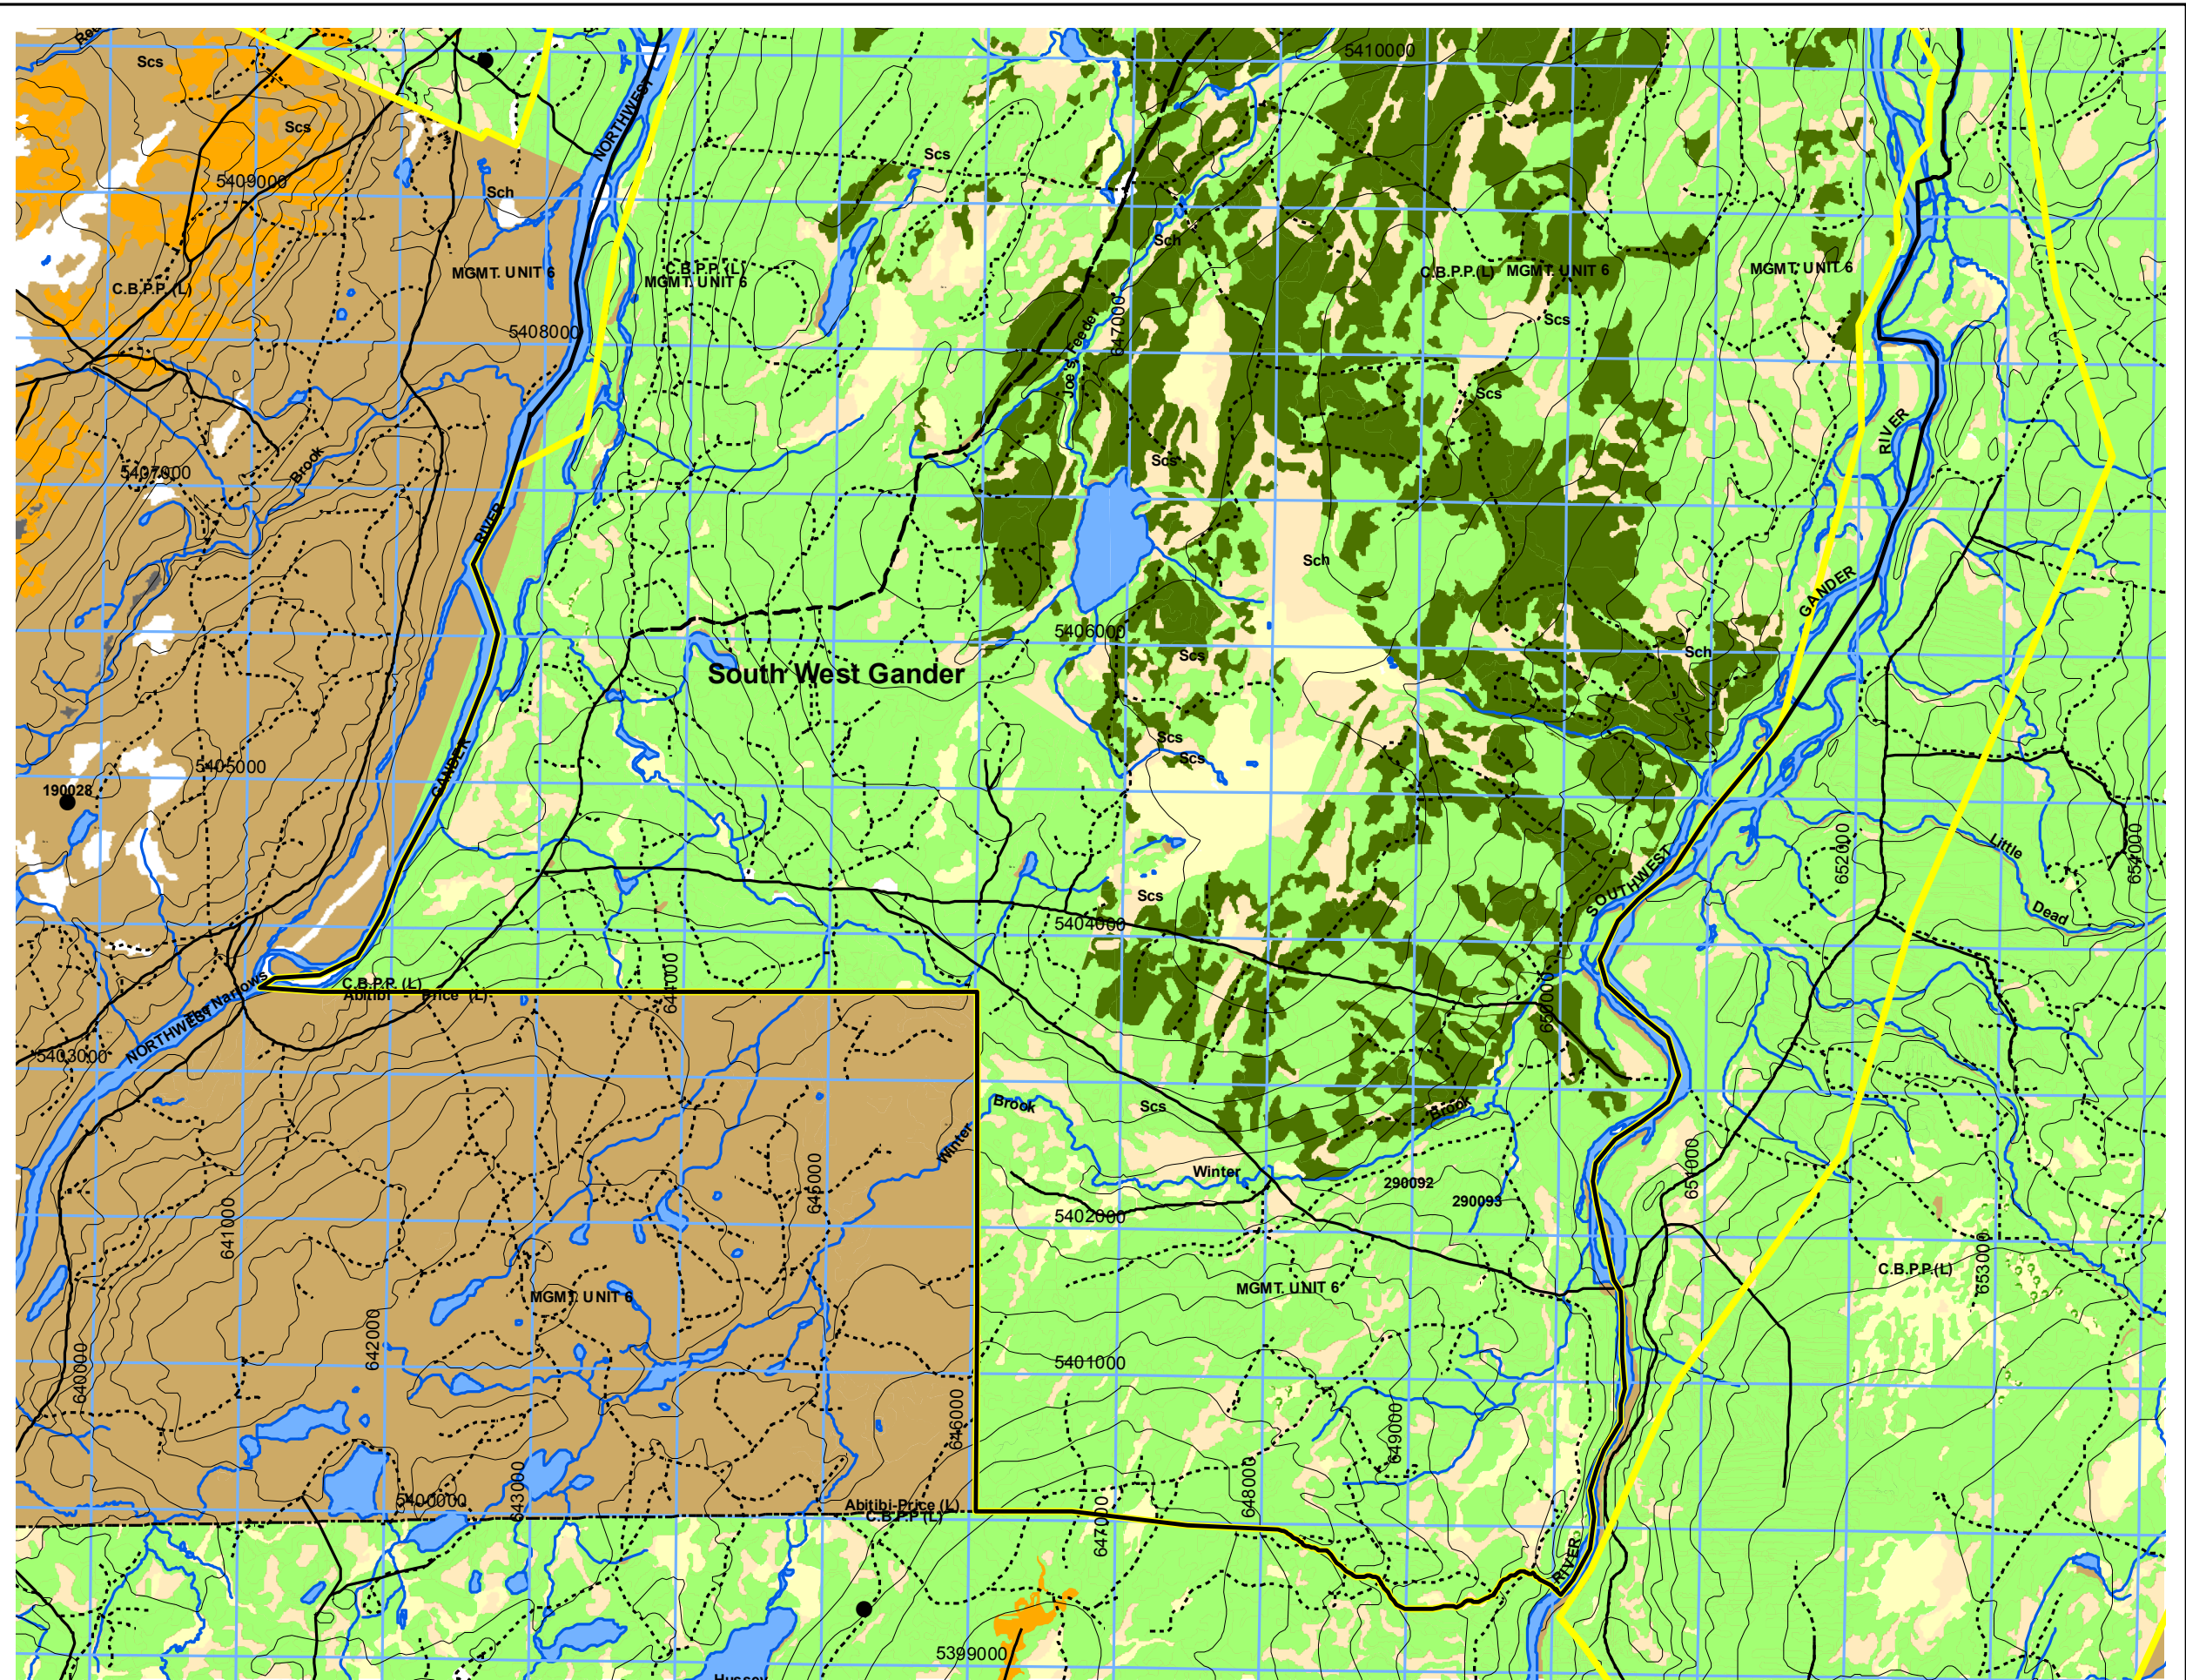 5410000
Scs
NORTHWEST
Scs
Scs
5409000
Sch
Sch
MGMT. UNIT 6
C.B.P.P. (L)
MGMT. UNIT 6
C.B.P.P.(L) MGMT. UNIT 6
MGMT. UNIT 6
C.B.P.P. (L)
647000
Scs
5408000
Joe's Feeder
Scs
RIVER
Scs
5407000
Brook
RIVER
Sch
GANDER
5406000
Scs
Sch
South West Gander
Scs
Scs
GANDER
5405000
190028
Little
652000
654000
SOUTHWEST
Scs
Dead
5404000
644000
C.B.P.P. (L)
Abitibi - Price (L)
650000
The Narrows
NORTHWEST
5403000
Brook
Scs
Brook
Winter
Winter
645000
651000
290092
290093
641000
5402000
653000
C.B.P.P.(L)
MGMT. UNIT 6
MGMT. UNIT 6
642000
640000
5401000
646000
649000
648000
643000
5400000
Abitibi-Price (L)
C.B.P.P (L)
647000
RIVER
5399000
Hussey